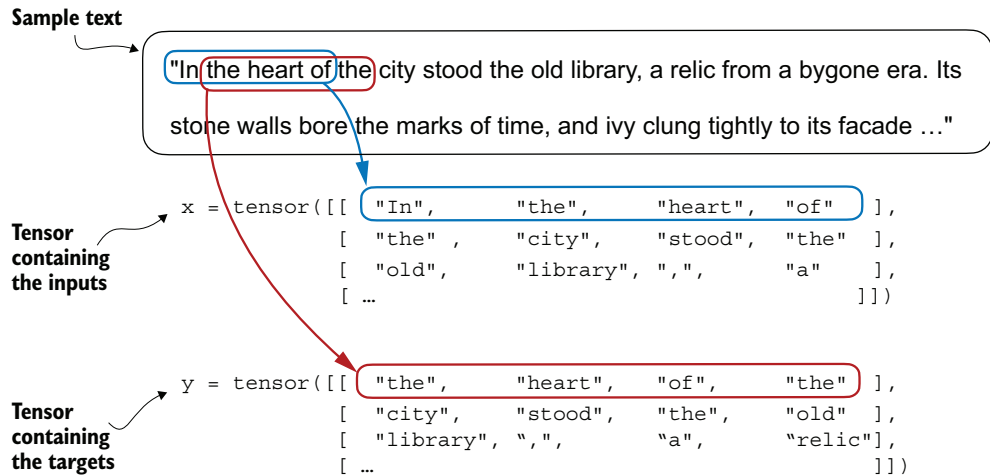 Sample text
"In the heart of the city stood the old library, a relic from a bygone era. Its
stone walls bore the marks of time, and ivy clung tightly to its facade …"
x = tensor([[ "In", "the", "heart", "of" ],
[ "the" , "city", "stood", "the" ],
[ "old", "library", ",", "a" ],
[ … ]])
Tensor
containing
the inputs
y = tensor([[ "the", "heart", "of", "the" ],
[ "city", "stood", "the", "old" ],
[ "library", “,", “a", “relic"],
[ … ]])
Tensor
containing
the targets